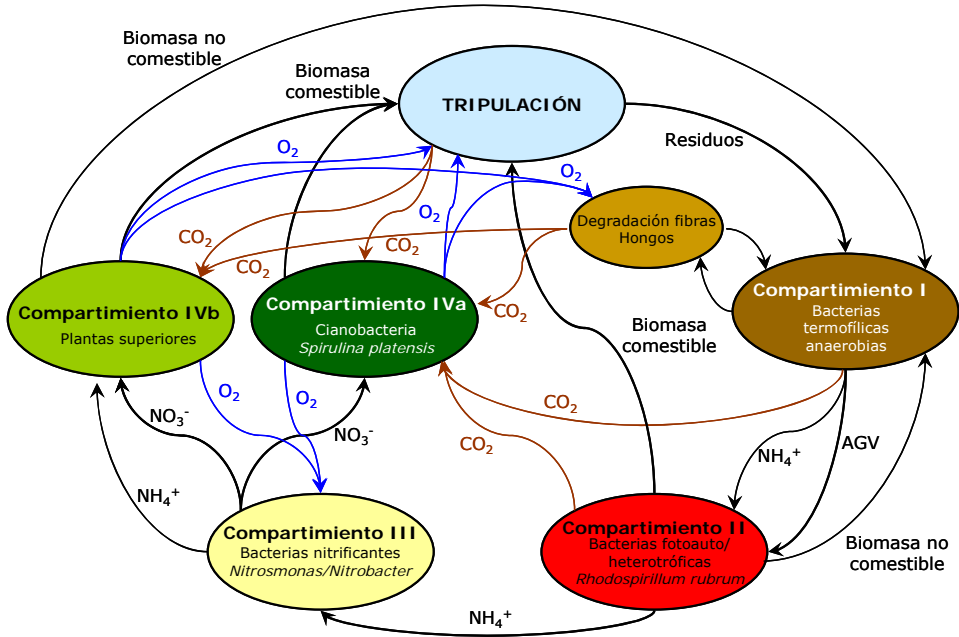 Biomasa no
comestible
Biomasa
comestible
TRIPULACIÓN
Residuos
O₂
O₂
O₂
Degradación fibras
Hongos
CO₂
CO₂
CO₂
CO₂
Compartimiento IVb
Plantas superiores
Compartimiento IVa
Cianobacteria
Spirulina platensis
Compartimiento I
Bacterias
termofílicas
anaerobias
Biomasa
comestible
O₂
O₂
CO₂
CO₂
NO₃⁻
NO₃⁻
NH₄⁺
AGV
NH₄⁺
Compartimiento III
Bacterias nitrificantes
Nitrosmonas/Nitrobacter
Compartimiento II
Bacterias fotoauto/
heterotróficas
Rhodospirillum rubrum
Biomasa no
comestible
NH₄⁺